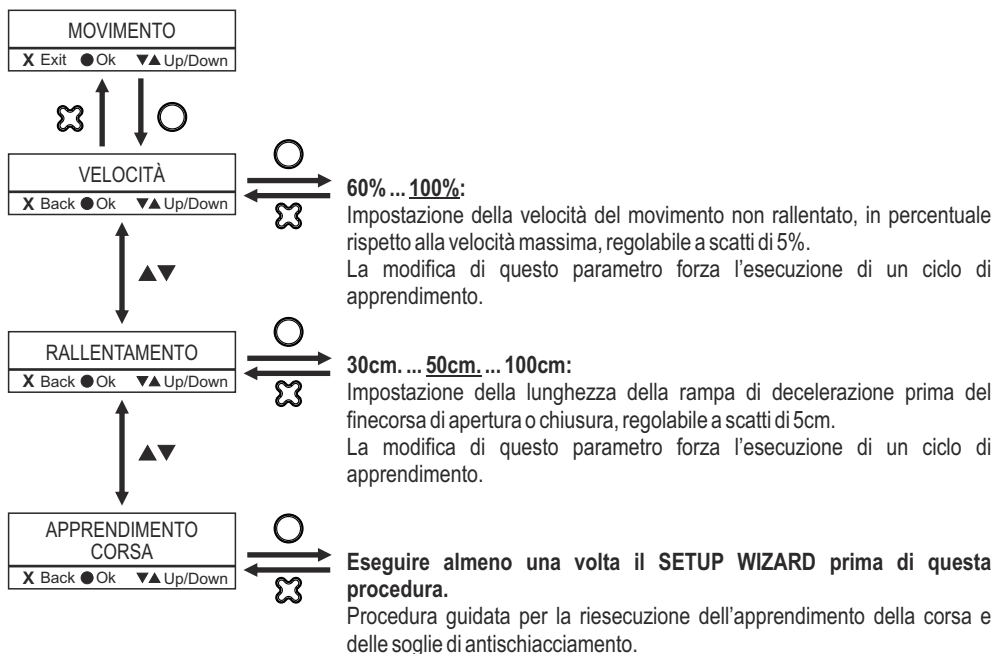 MOVIMENTO
X Exit ●Ok ▼▲Up/Down
VELOCITÀ
X Back ●Ok ▼▲Up/Down
60% ... 100%:
Impostazione della velocità del movimento non rallentato, in percentuale
rispetto alla velocità massima, regolabile a scatti di 5%.
La modifica di questo parametro forza l'esecuzione di un ciclo di
apprendimento.
▲▼
RALLENTAMENTO
X Back ●Ok ▼▲Up/Down
30cm. ... 50cm. ... 100cm:
Impostazione della lunghezza della rampa di decelerazione prima del
finecorsa di apertura o chiusura, regolabile a scatti di 5cm.
La modifica di questo parametro forza l'esecuzione di un ciclo di
apprendimento.
▲▼
APPRENDIMENTO
CORSA
X Back ●Ok ▼▲Up/Down
Eseguire almeno una volta il SETUP WIZARD prima di questa
procedura.
Procedura guidata per la riesecuzione dell'apprendimento della corsa e
delle soglie di antischiacciamento.